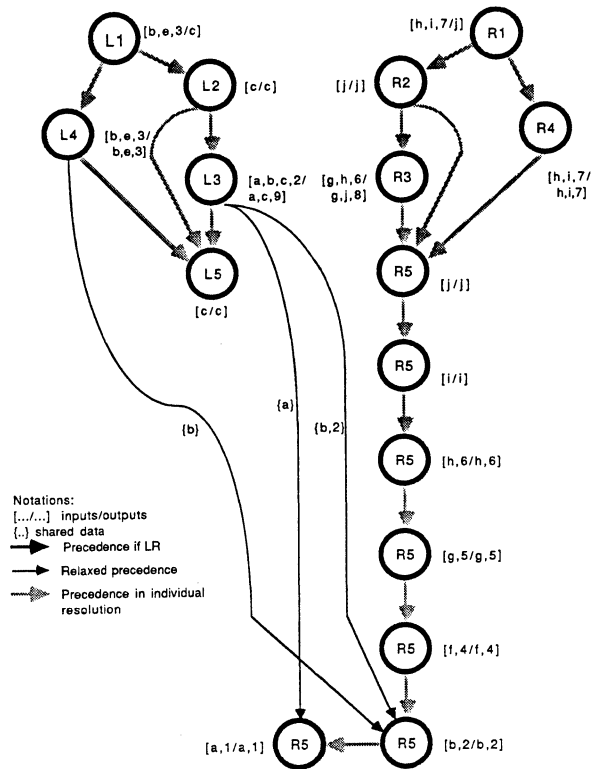 L1 [b,e,3/c]
[h,i,7/j] R1
L2 [c/c]
[j/j] R2
L4
[b,e,3/
b,e,3]
R4
[h,i,7/
h,i,7]
L3 [a,b,c,2/
a,c,9]
[g,h,6/
g,j,8] R3
L5
[c/c]
R5 [j/j]
R5 [i/i]
{a}
{b,2}
{b}
R5 [h,6/h,6]
Notations:
[.../...] inputs/outputs
{..} shared data
Precedence if LR
Relaxed precedence
Precedence in individual
resolution
R5 [g,5/g,5]
R5 [f,4/f,4]
[a,1/a,1] R5
R5 [b,2/b,2]